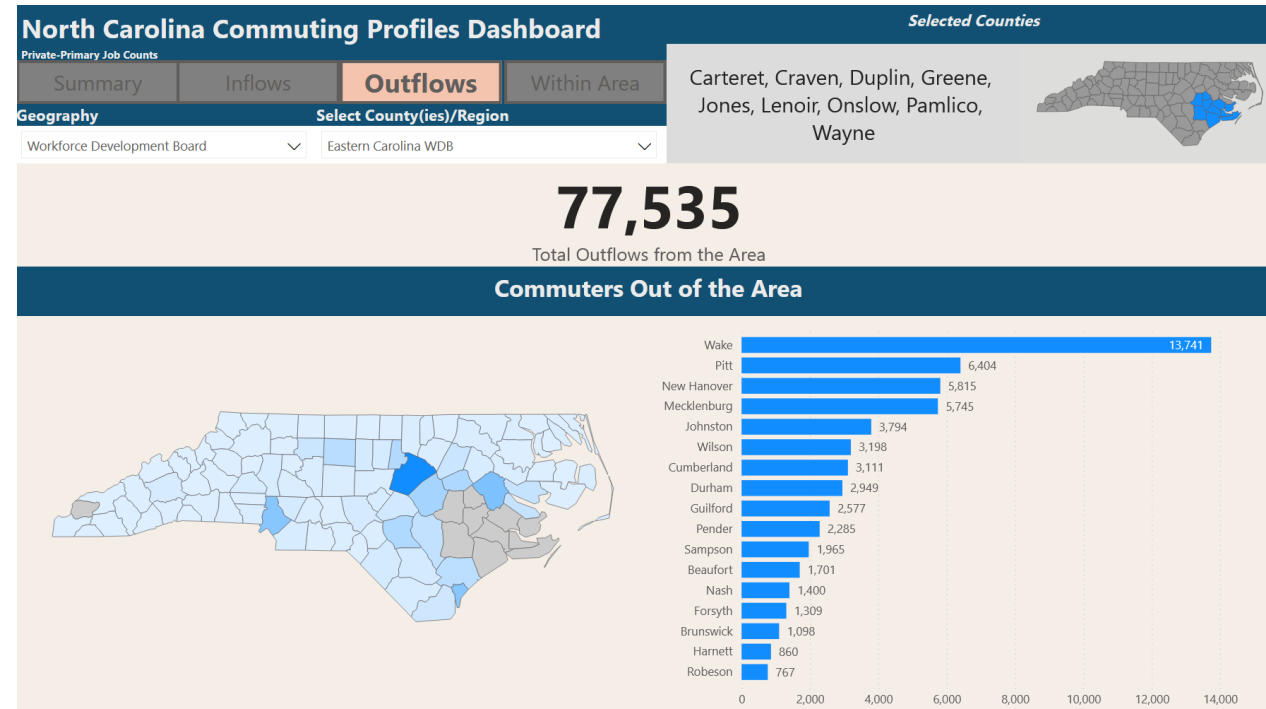 North Carolina Commuting Profiles Dashboard
Private-Primary Job Counts
Summary
Inflows
Outflows
Within Area
Geography
Select County(ies)/Region
Workforce Development Board
Eastern Carolina WDB
Selected Counties
Carteret, Craven, Duplin, Greene,
Jones, Lenoir, Onslow, Pamlico,
Wayne
77,535
Total Outflows from the Area
Commuters Out of the Area
Wake 13,741
Pitt 6,404
New Hanover 5,815
Mecklenburg 5,745
Johnston 3,794
Wilson 3,198
Cumberland 3,111
Durham 2,949
Guilford 2,577
Pender 2,285
Sampson 1,965
Beaufort 1,701
Nash 1,400
Forsyth 1,309
Brunswick 1,098
Harnett 860
Robeson 767
0 2,000 4,000 6,000 8,000 10,000 12,000 14,000